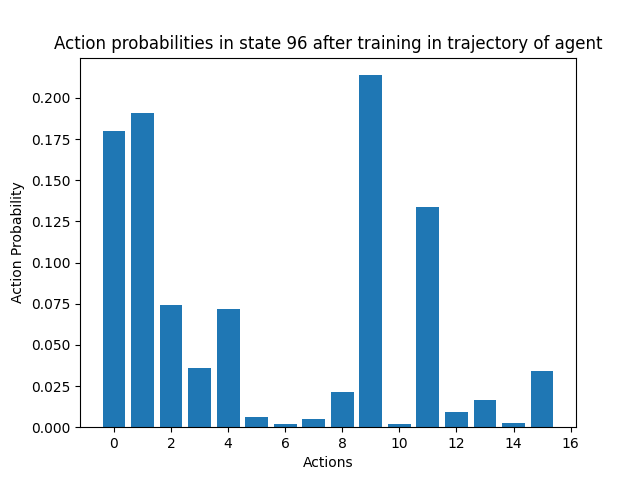 Action probabilities in state 96 after training in trajectory of agent
0.200
0.175
0.150
0.125
0.100
0.075
0.050
0.025
0.000
Action Probability
0 2 4 6 8 10 12 14 16
Actions